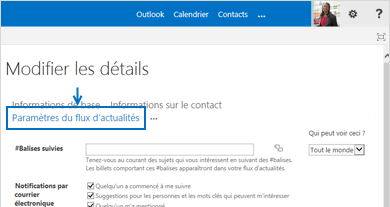 Outlook Calendrier Contacts ... ?
Modifier les détails
Informations de base Informations sur le contact
Paramètres du flux d'actualités ...
Qui peut voir ceci ?
#Balises suivies
Tout le monde
Tenez-vous au courant des sujets qui vous intéressent en suivant des #balises.
Les billets comportant ces #balises apparaîtront dans votre flux d'actualités.
Notifications par
courrier
électronique
Quelqu'un a commencé à me suivre
Suggestions pour les personnes et les mots clés qui peuvent m'intéresser
Quelqu'un m'a mentionné